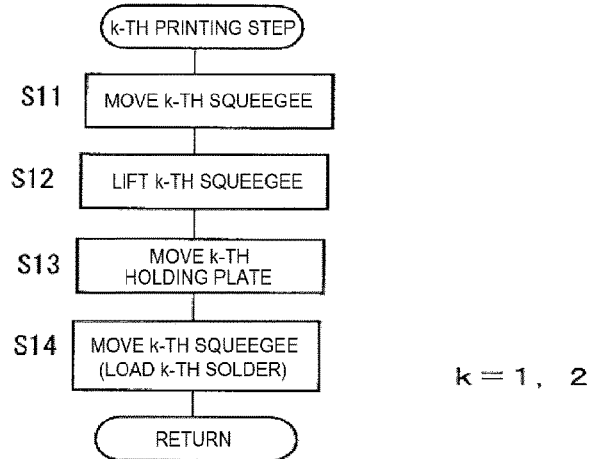 k-TH PRINTING STEP
S11
MOVE k-TH SQUEEGEE
S12
LIFT k-TH SQUEEGEE
S13
MOVE k-TH
HOLDING PLATE
S14
MOVE k-TH SQUEEGEE
(LOAD k-TH SOLDER)
k＝1, 2
RETURN